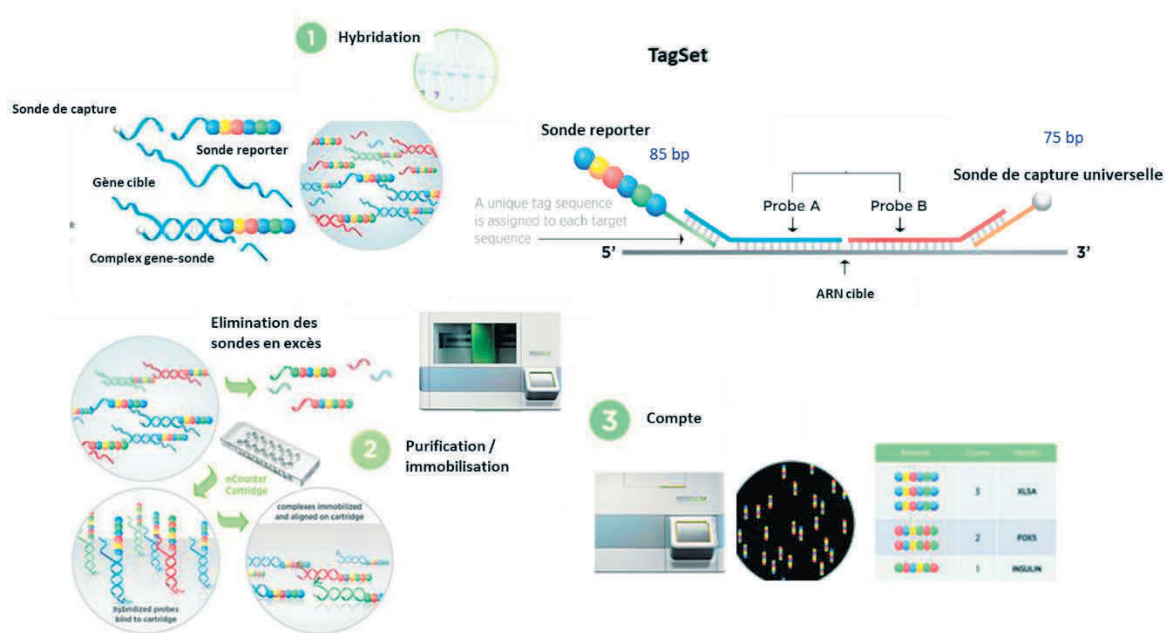 1
Hybridation
TagSet
Sonde de capture
Sonde reporter
Gène cible
Complex gene-sonde
Sonde reporter
85 bp
75 bp
Sonde de capture universelle
A unique tag sequence
is assigned to each target
sequence
Probe A
Probe B
5'
3'
ARN cible
Elimination des
sondes en excès
2
Purification /
immobilisation
nCounter
Cartridge
complexes immobilized
and aligned on cartridge
hybridized probes
bind to cartridge
3
Compte
3
XLSA
2
FOX5
1
INSULIN